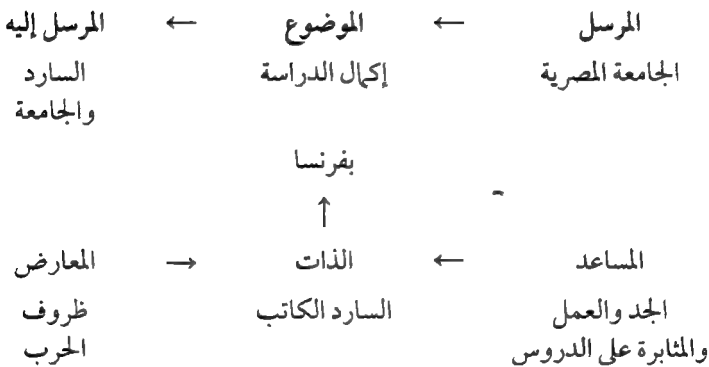 المرسل ← الموضوع ← المرسل إليه
الجامعة المصرية إكمال الدراسة السارد
والجامعة
بفرنسا
↑
المساعد ← الذات → المعارض
الجد والعمل السارد الكاتب ظروف
والمثابرة على الدروس الحرب